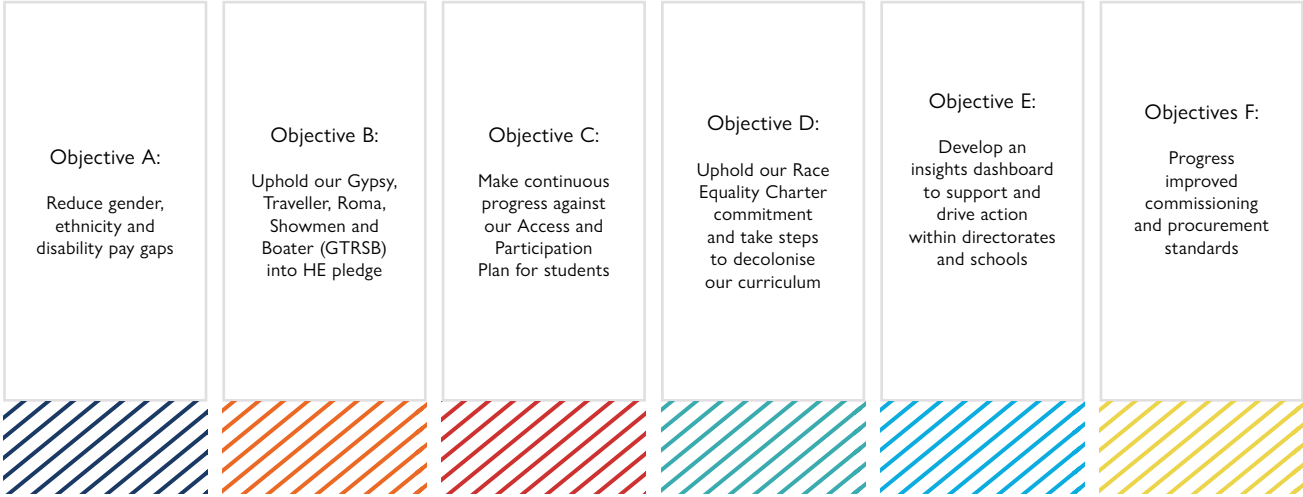 Objective A:
Reduce gender,
ethnicity and
disability pay gaps
Objective B:
Uphold our Gypsy,
Traveller, Roma,
Showmen and
Boater (GTRSB)
into HE pledge
Objective C:
Make continuous
progress against
our Access and
Participation
Plan for students
Objective D:
Uphold our Race
Equality Charter
commitment
and take steps
to decolonise
our curriculum
Objective E:
Develop an
insights dashboard
to support and
drive action
within directorates
and schools
Objectives F:
Progress
improved
commissioning
and procurement
standards